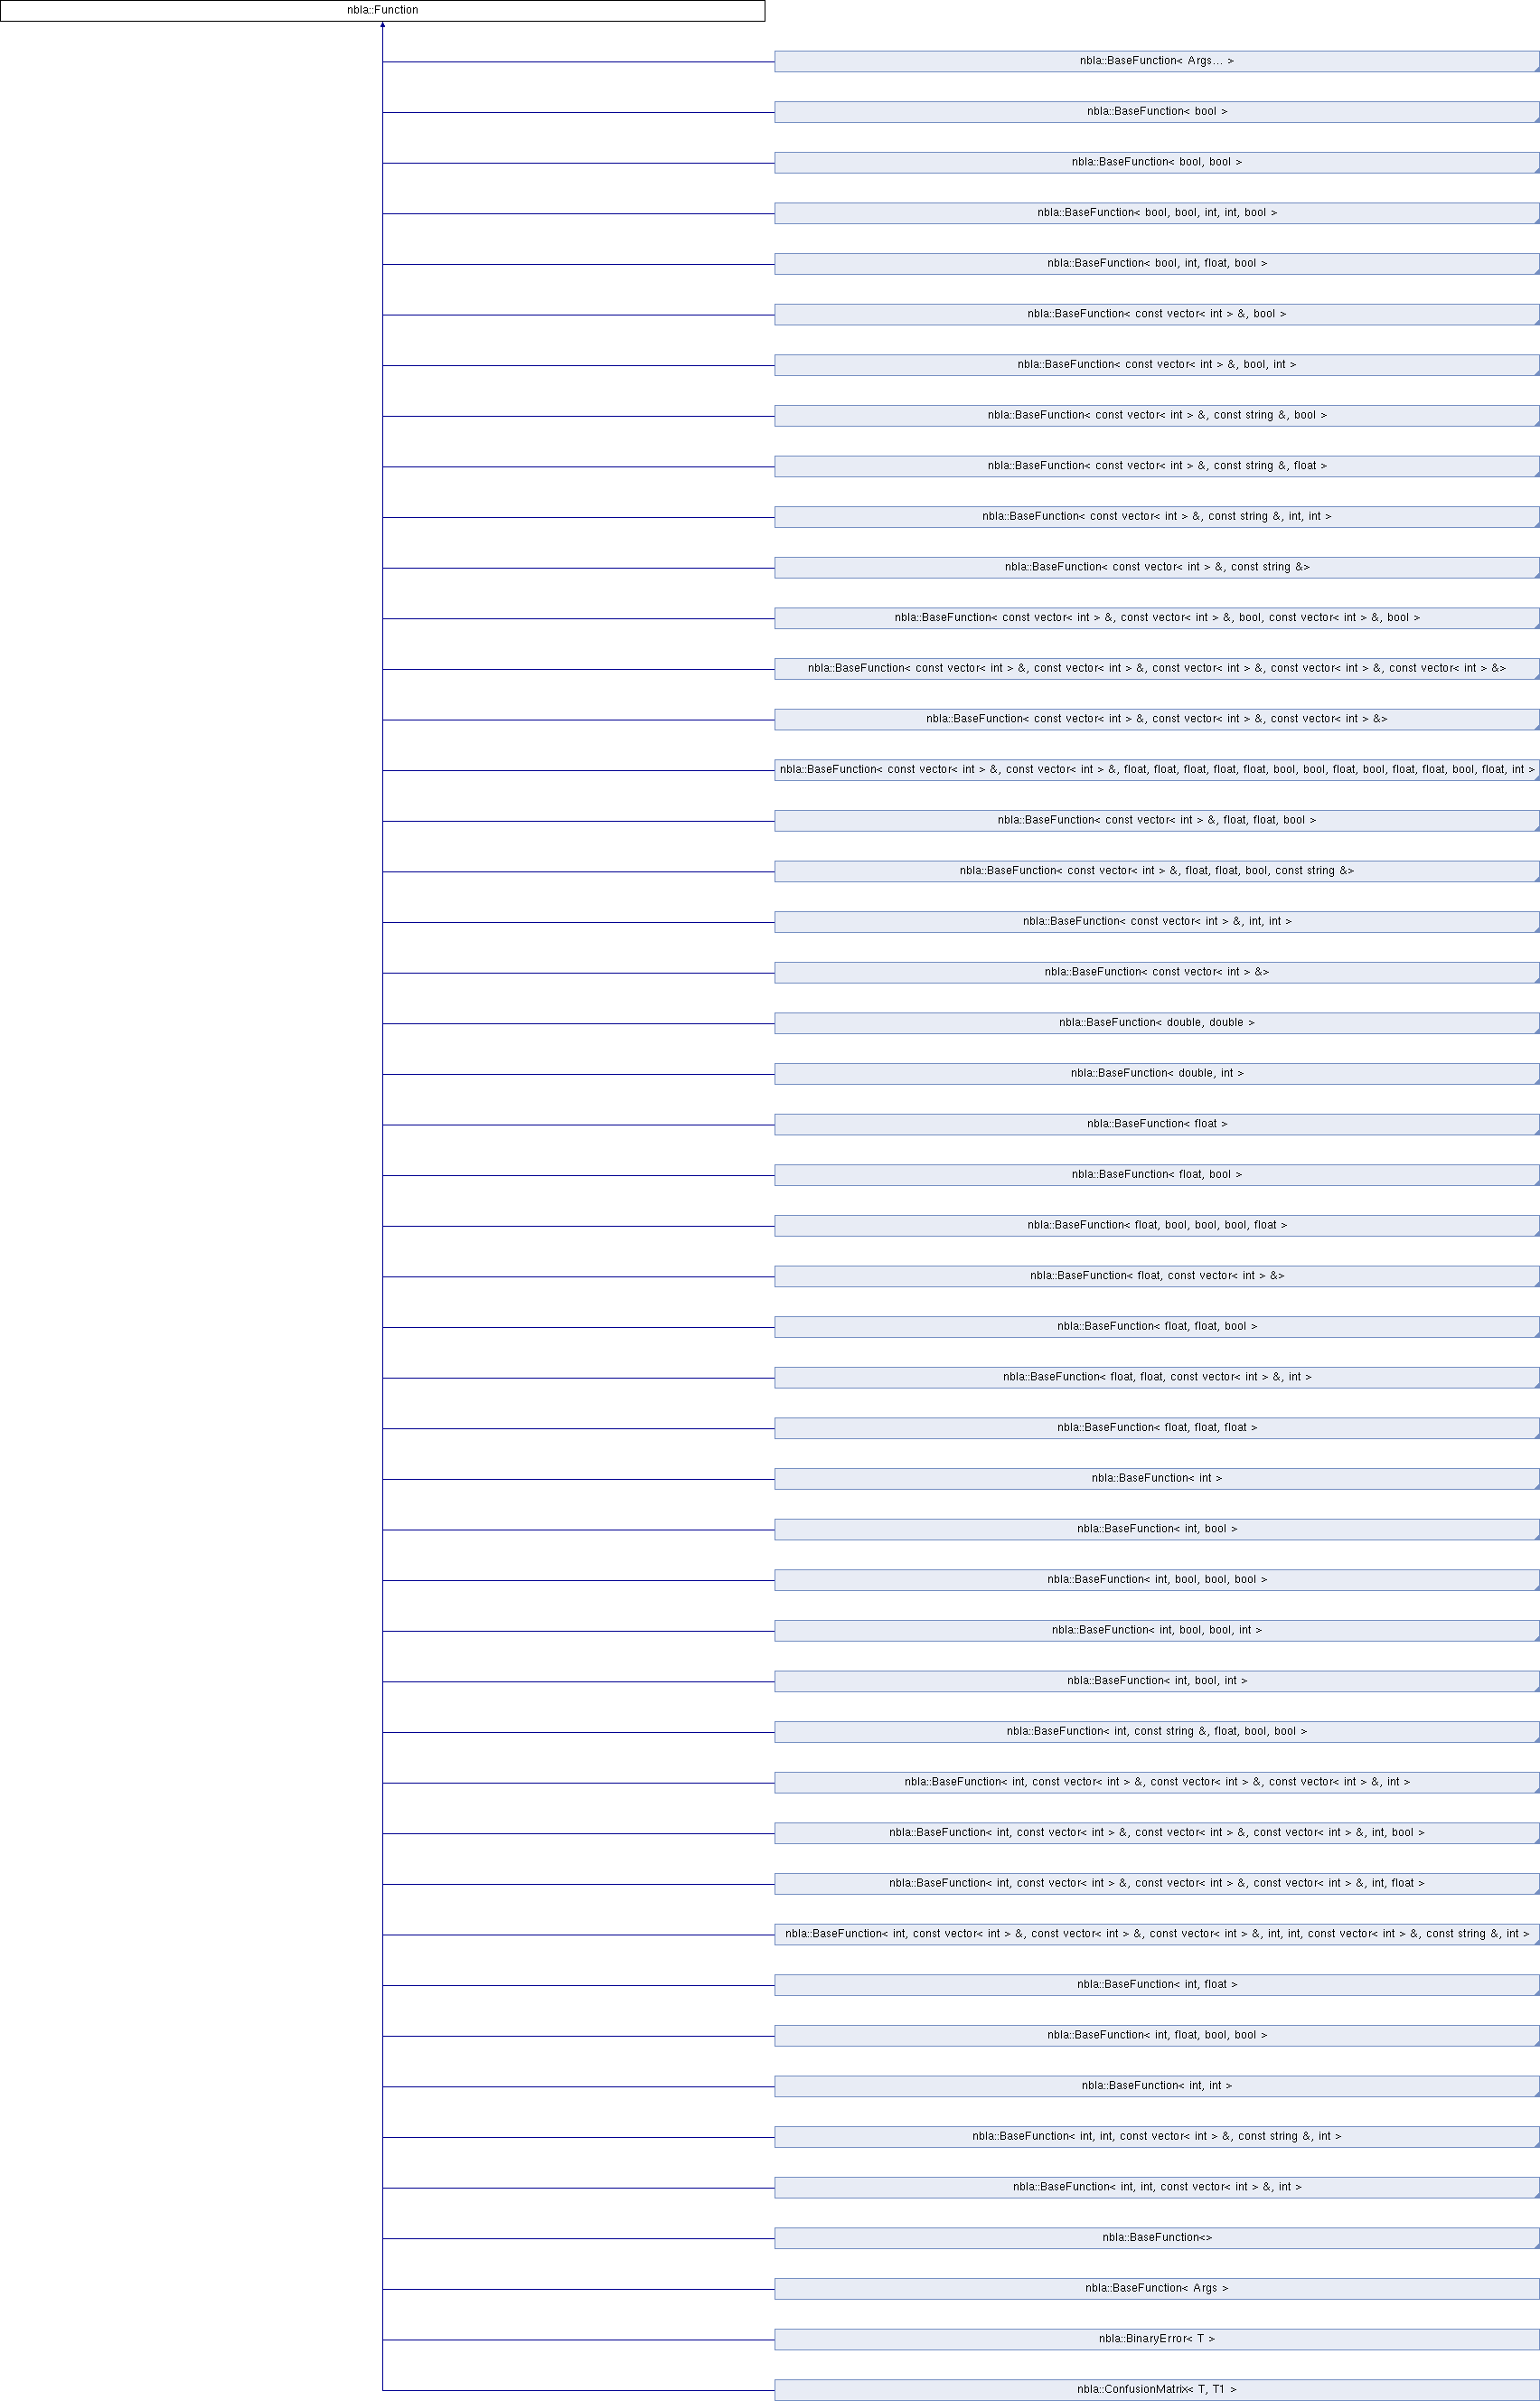 nbla::Function
nbla::BaseFunction< Args... >
nbla::BaseFunction< bool >
nbla::BaseFunction< bool, bool >
nbla::BaseFunction< bool, bool, int, int, bool >
nbla::BaseFunction< bool, int, float, bool >
nbla::BaseFunction< const vector< int > &, bool >
nbla::BaseFunction< const vector< int > &, bool, int >
nbla::BaseFunction< const vector< int > &, const string &, bool >
nbla::BaseFunction< const vector< int > &, const string &, float >
nbla::BaseFunction< const vector< int > &, const string &, int, int >
nbla::BaseFunction< const vector< int > &, const string &>
nbla::BaseFunction< const vector< int > &, const vector< int > &, bool, const vector< int > &, bool >
nbla::BaseFunction< const vector< int > &, const vector< int > &, const vector< int > &, const vector< int > &, const vector< int > &>
nbla::BaseFunction< const vector< int > &, const vector< int > &, const vector< int > &>
nbla::BaseFunction< const vector< int > &, const vector< int > &, float, float, float, float, float, bool, bool, float, bool, float, float, bool, float, int >
nbla::BaseFunction< const vector< int > &, float, float, bool >
nbla::BaseFunction< const vector< int > &, float, float, bool, const string &>
nbla::BaseFunction< const vector< int > &, int, int >
nbla::BaseFunction< const vector< int > &>
nbla::BaseFunction< double, double >
nbla::BaseFunction< double, int >
nbla::BaseFunction< float >
nbla::BaseFunction< float, bool >
nbla::BaseFunction< float, bool, bool, bool, float >
nbla::BaseFunction< float, const vector< int > &>
nbla::BaseFunction< float, float, bool >
nbla::BaseFunction< float, float, const vector< int > &, int >
nbla::BaseFunction< float, float, float >
nbla::BaseFunction< int >
nbla::BaseFunction< int, bool >
nbla::BaseFunction< int, bool, bool, bool >
nbla::BaseFunction< int, bool, bool, int >
nbla::BaseFunction< int, bool, int >
nbla::BaseFunction< int, const string &, float, bool, bool >
nbla::BaseFunction< int, const vector< int > &, const vector< int > &, const vector< int > &, int >
nbla::BaseFunction< int, const vector< int > &, const vector< int > &, const vector< int > &, int, bool >
nbla::BaseFunction< int, const vector< int > &, const vector< int > &, const vector< int > &, int, float >
nbla::BaseFunction< int, const vector< int > &, const vector< int > &, const vector< int > &, int, int, const vector< int > &, const string &, int >
nbla::BaseFunction< int, float >
nbla::BaseFunction< int, float, bool, bool >
nbla::BaseFunction< int, int >
nbla::BaseFunction< int, int, const vector< int > &, const string &, int >
nbla::BaseFunction< int, int, const vector< int > &, int >
nbla::BaseFunction<>
nbla::BaseFunction< Args >
nbla::BinaryError< T >
nbla::ConfusionMatrix< T, T1 >